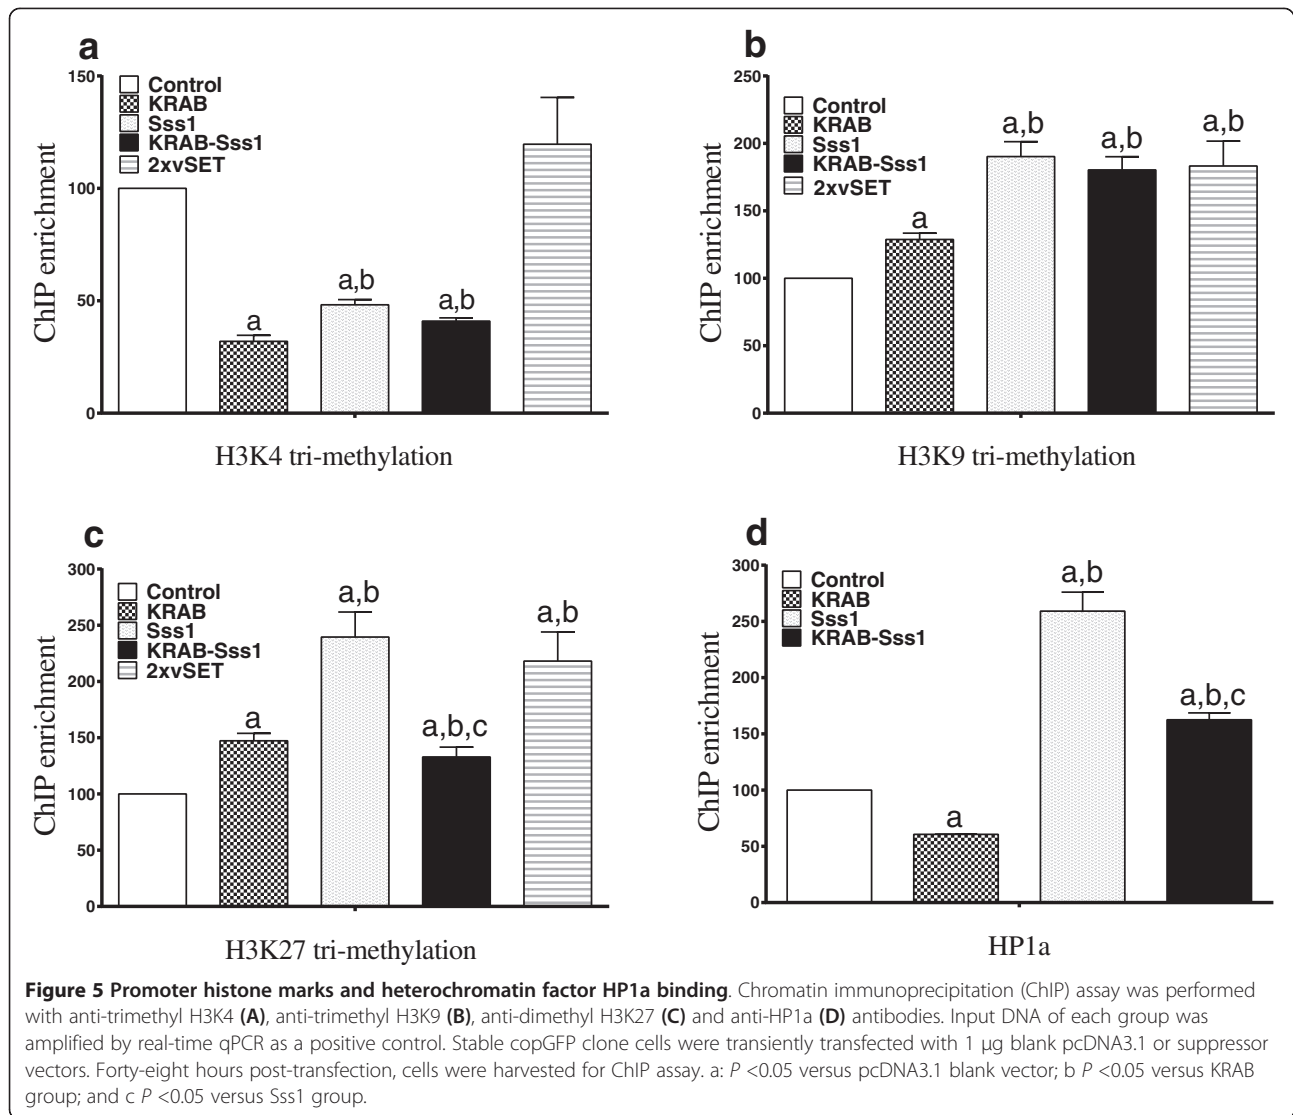 a
150
100
50
0
ChIP enrichment
Control
KRAB
Sss1
KRAB-Sss1
2xvSET
a
a,b
a,b
H3K4 tri-methylation
b
250
200
150
100
50
0
ChIP enrichment
Control
KRAB
Sss1
KRAB-Sss1
2xvSET
a
a,b
a,b
a,b
H3K9 tri-methylation
c
300
250
200
150
100
50
0
ChIP enrichment
Control
KRAB
Sss1
KRAB-Sss1
2xvSET
a
a,b
a,b,c
a,b
H3K27 tri-methylation
d
300
250
200
150
100
50
0
ChIP enrichment
Control
KRAB
Sss1
KRAB-Sss1
a
a,b
a,b,c
HP1a
Figure 5 Promoter histone marks and heterochromatin factor HP1a binding. Chromatin immunoprecipitation (ChIP) assay was performed
with anti-trimethyl H3K4 (A), anti-trimethyl H3K9 (B), anti-dimethyl H3K27 (C) and anti-HP1a (D) antibodies. Input DNA of each group was
amplified by real-time qPCR as a positive control. Stable copGFP clone cells were transiently transfected with 1 μg blank pcDNA3.1 or suppressor
vectors. Forty-eight hours post-transfection, cells were harvested for ChIP assay. a: P <0.05 versus pcDNA3.1 blank vector; b P <0.05 versus KRAB
group; and c P <0.05 versus Sss1 group.